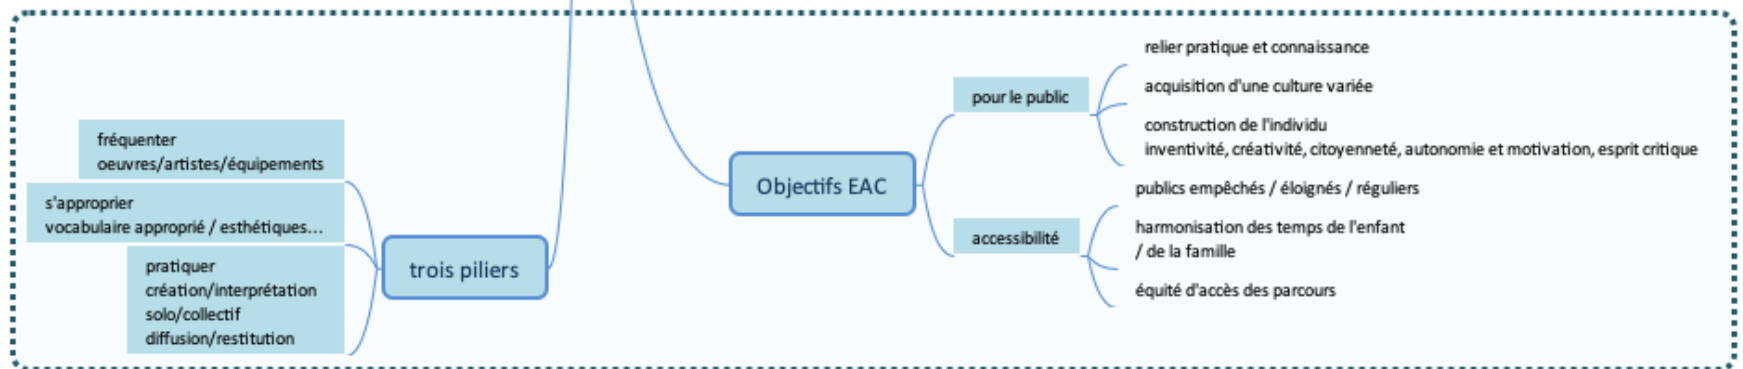 fréquenter
oeuvres/artistes/équipements
s'approprier
vocabulaire approprié / esthétiques...
pratiquer
création/interprétation
solo/collectif
diffusion/restitution
trois piliers
Objectifs EAC
pour le public
relier pratique et connaissance
acquisition d'une culture variée
construction de l'individu
inventivité, créativité, citoyenneté, autonomie et motivation, esprit critique
accessibilité
publics empêchés / éloignés / réguliers
harmonisation des temps de l'enfant
/ de la famille
équité d'accès des parcours